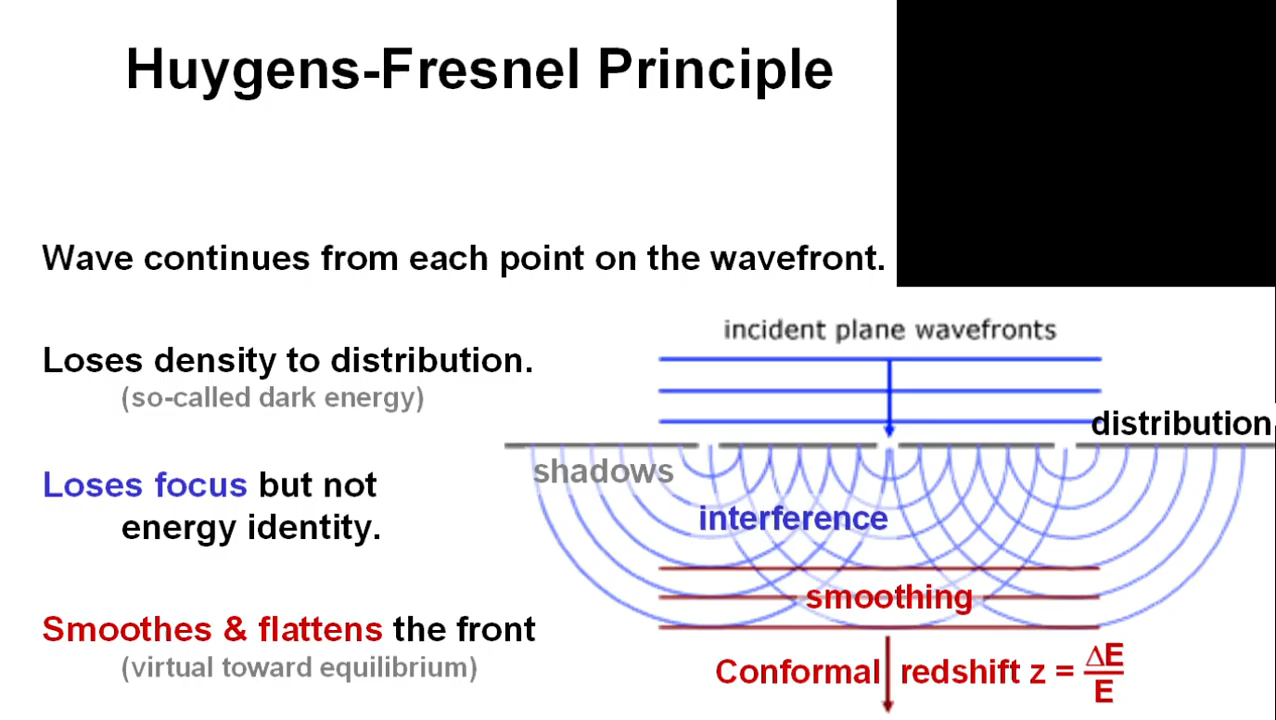 Huygens-Fresnel Principle
Wave continues from each point on the wavefront.
Loses density to distribution.
(so-called dark energy)
Loses focus but not
energy identity.
Smoothes & flattens the front
(virtual toward equilibrium)
incident plane wavefronts
distribution
shadows
interference
smoothing
Conformal redshift z = ΔE
E